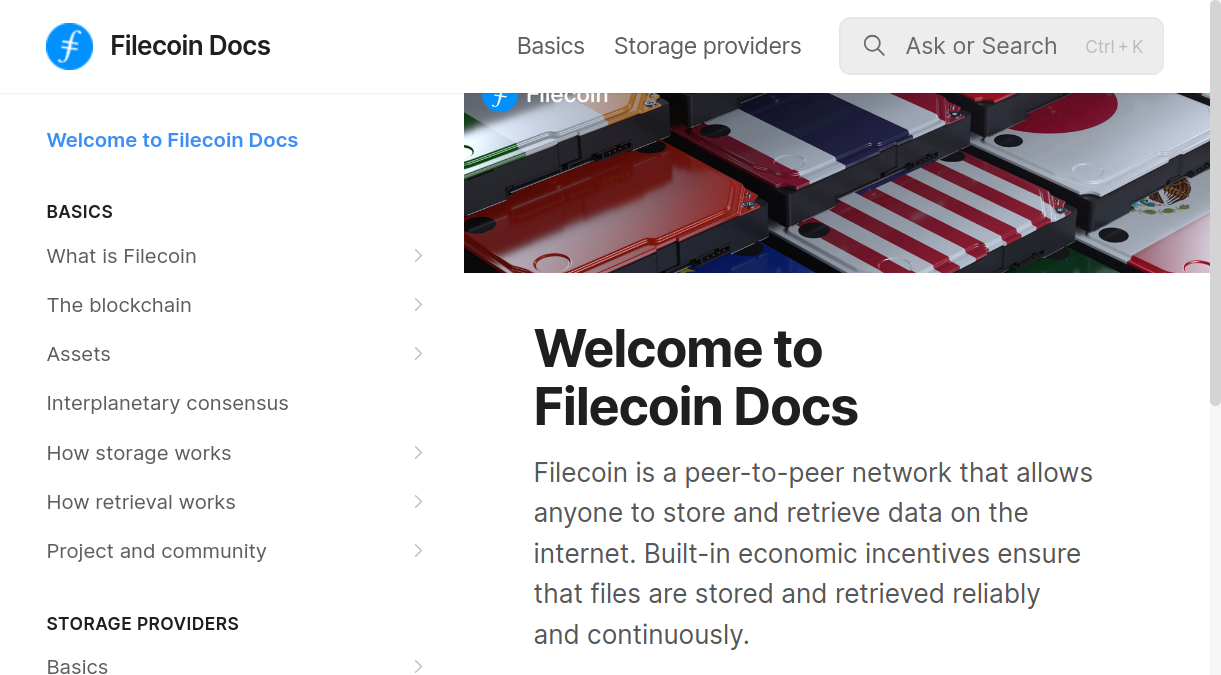 Filecoin Docs
Basics
Storage providers
Ask or Search
Ctrl + K
Filecoin
Welcome to Filecoin Docs
BASICS
What is Filecoin
The blockchain
Assets
Interplanetary consensus
How storage works
How retrieval works
Project and community
STORAGE PROVIDERS
Basics
Welcome to
Filecoin Docs
Filecoin is a peer-to-peer network that allows
anyone to store and retrieve data on the
internet. Built-in economic incentives ensure
that files are stored and retrieved reliably
and continuously.